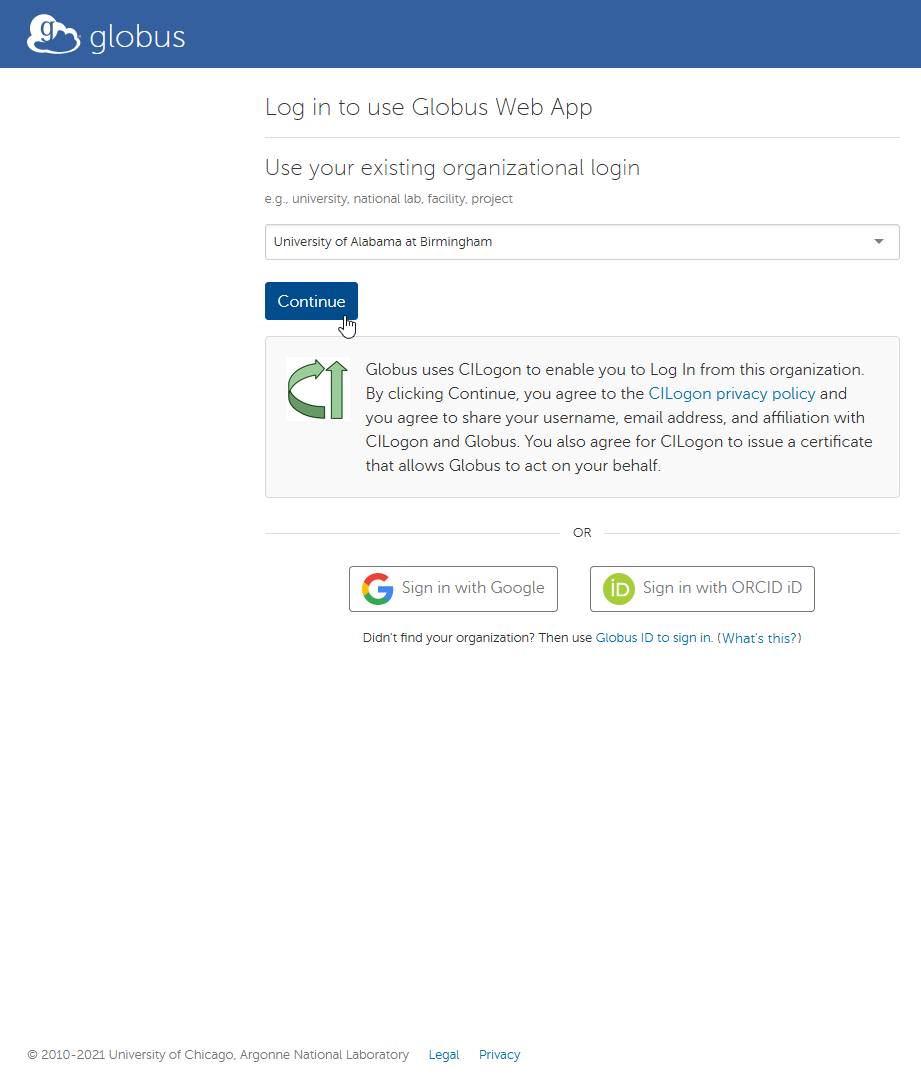 globus
Log in to use Globus Web App
Use your existing organizational login
e.g., university, national lab, facility, project
University of Alabama at Birmingham
Continue
Globus uses CILogon to enable you to Log In from this organization.
By clicking Continue, you agree to the CILogon privacy policy and
you agree to share your username, email address, and affiliation with
CILogon and Globus. You also agree for CILogon to issue a certificate
that allows Globus to act on your behalf.
OR
Sign in with Google
iD Sign in with ORCID iD
Didn't find your organization? Then use Globus ID to sign in. (What's this?)
© 2010-2021 University of Chicago, Argonne National Laboratory Legal Privacy